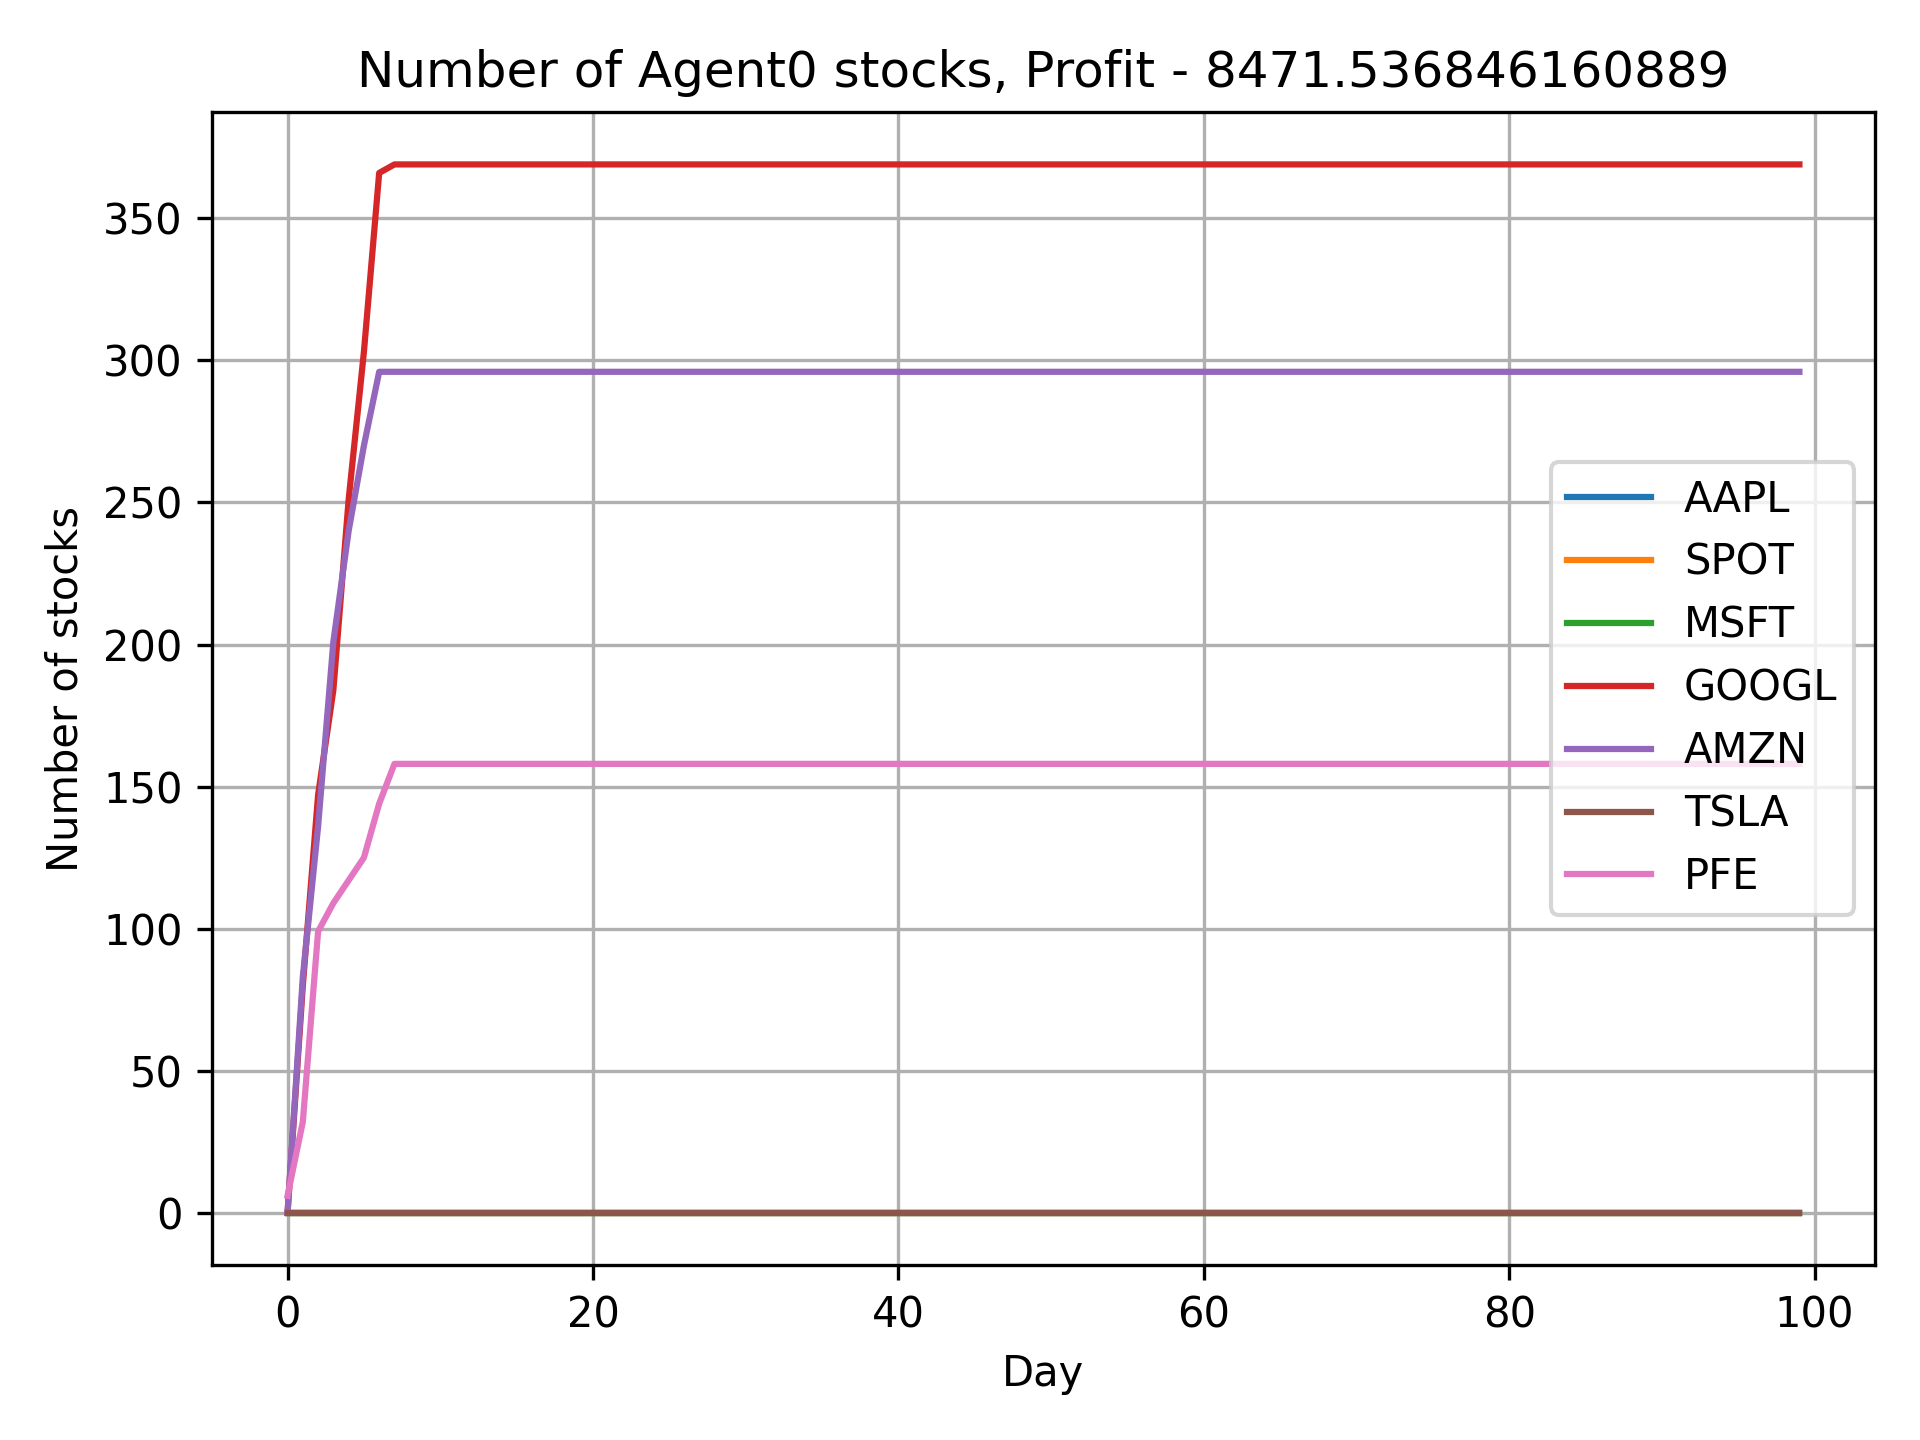 Number of Agent0 stocks, Profit - 8471.536846160889
Number of stocks
350
300
250
200
150
100
50
0
AAPL
SPOT
MSFT
GOOGL
AMZN
TSLA
PFE
0 20 40 60 80 100
Day